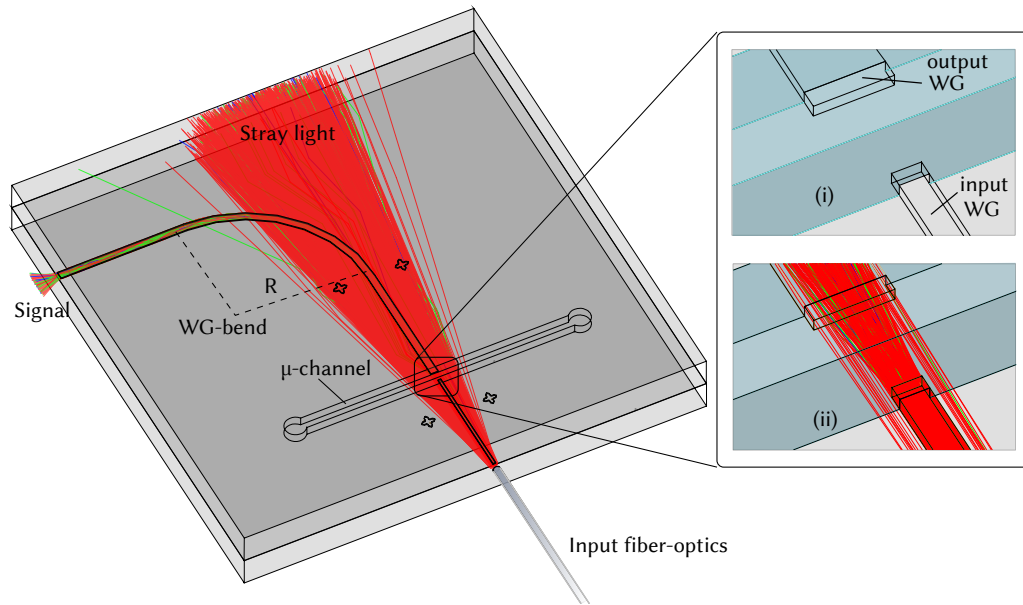 Stray light
Signal
R
WG-bend
μ-channel
Input fiber-optics
output
WG
(i)
input
WG
(ii)